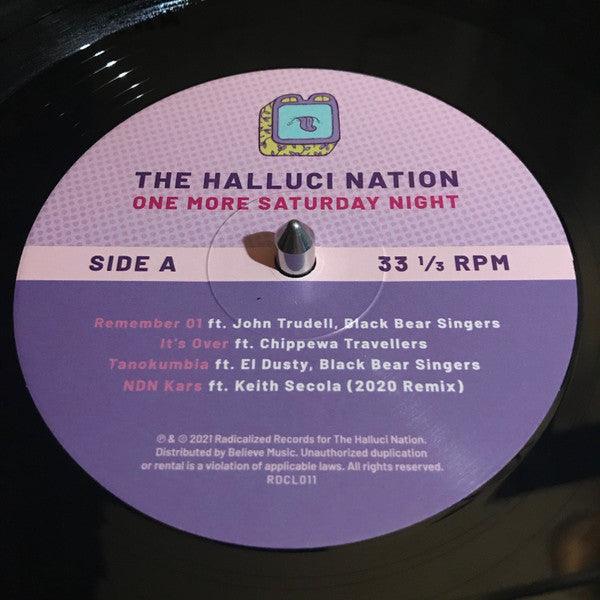 THE HALLUCI NATION
ONE MORE SATURDAY NIGHT
SIDE A 33 ⅓ RPM
Remember 01 ft. John Trudell, Black Bear Singers
It's Over ft. Chippewa Travellers
Tanokumbia ft. El Dusty, Black Bear Singers
NDN Kars ft. Keith Secola (2020 Remix)
℗ & © 2021 Radicalized Records for The Halluci Nation.
Distributed by Believe Music. Unauthorized duplication
or rental is a violation of applicable laws. All rights reserved.
RDCL011